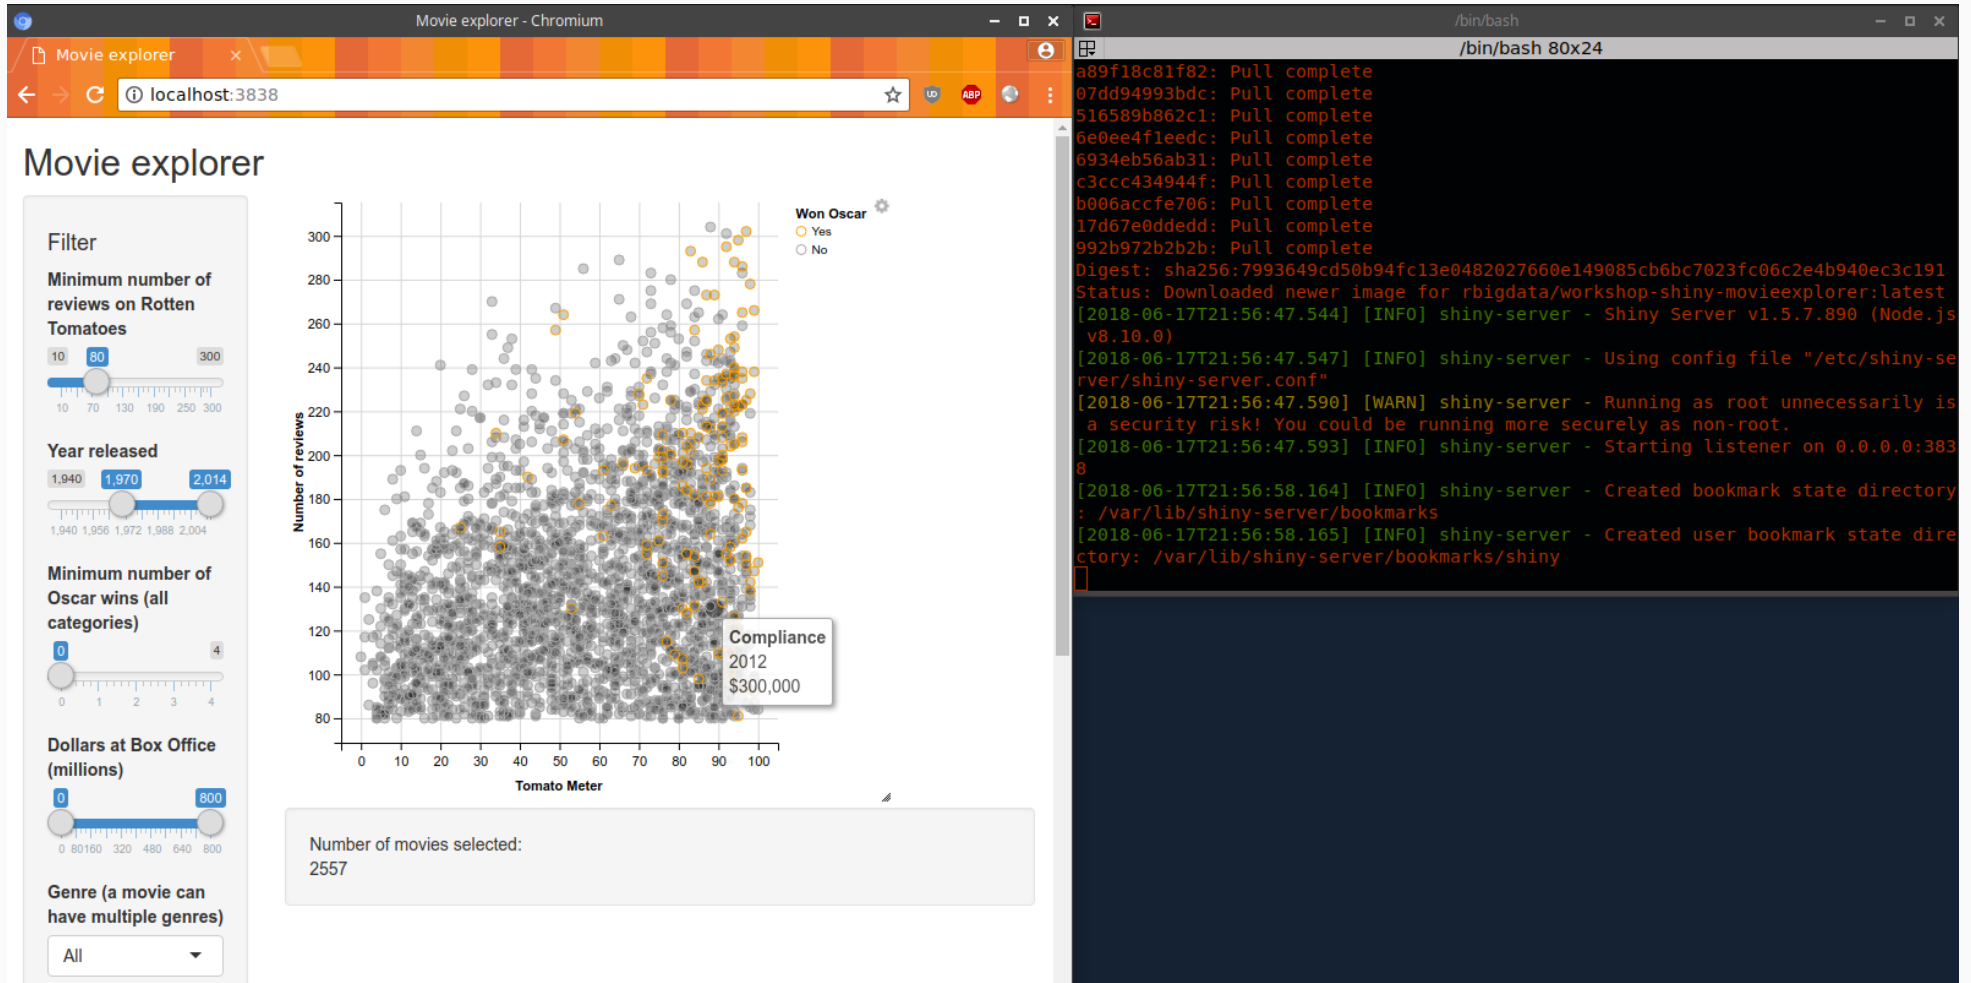 Movie explorer - Chromium
Movie explorer
localhost:3838
ABP
Movie explorer
Filter
Minimum number of
reviews on Rotten
Tomatoes
10 80 300
10 70 130 190 250 300
Year released
1,940 1,970 2,014
1,940 1,956 1,972 1,988 2,004
Minimum number of
Oscar wins (all
categories)
0 4
0 1 2 3 4
Dollars at Box Office
(millions)
0 800
0 80160 320 480 640 800
Genre (a movie can
have multiple genres)
All
Won Oscar
Yes
No
Number of reviews
300
280
260
240
220
200
180
160
140
120
100
80
0 10 20 30 40 50 60 70 80 90 100
Tomato Meter
Compliance
2012
$300,000
Number of movies selected:
2557
/bin/bash
/bin/bash 80x24
a89f18c81f82: Pull complete
07dd94993bdc: Pull complete
516589b862c1: Pull complete
6e0ee4f1eedc: Pull complete
6934eb56ab31: Pull complete
c3ccc434944f: Pull complete
b006accfe706: Pull complete
17d67e0ddedd: Pull complete
992b972b2b2b: Pull complete
Digest: sha256:7993649cd50b94fc13e0482027660e149085cb6bc7023fc06c2e4b940ec3c191
Status: Downloaded newer image for rbigdata/workshop-shiny-movieexplorer:latest
[2018-06-17T21:56:47.544] [INFO] shiny-server - Shiny Server v1.5.7.890 (Node.js
v8.10.0)
[2018-06-17T21:56:47.547] [INFO] shiny-server - Using config file "/etc/shiny-se
rver/shiny-server.conf"
[2018-06-17T21:56:47.590] [WARN] shiny-server - Running as root unnecessarily is
a security risk! You could be running more securely as non-root.
[2018-06-17T21:56:47.593] [INFO] shiny-server - Starting listener on 0.0.0.0:383
8
[2018-06-17T21:56:58.164] [INFO] shiny-server - Created bookmark state directory
: /var/lib/shiny-server/bookmarks
[2018-06-17T21:56:58.165] [INFO] shiny-server - Created user bookmark state dire
ctory: /var/lib/shiny-server/bookmarks/shiny